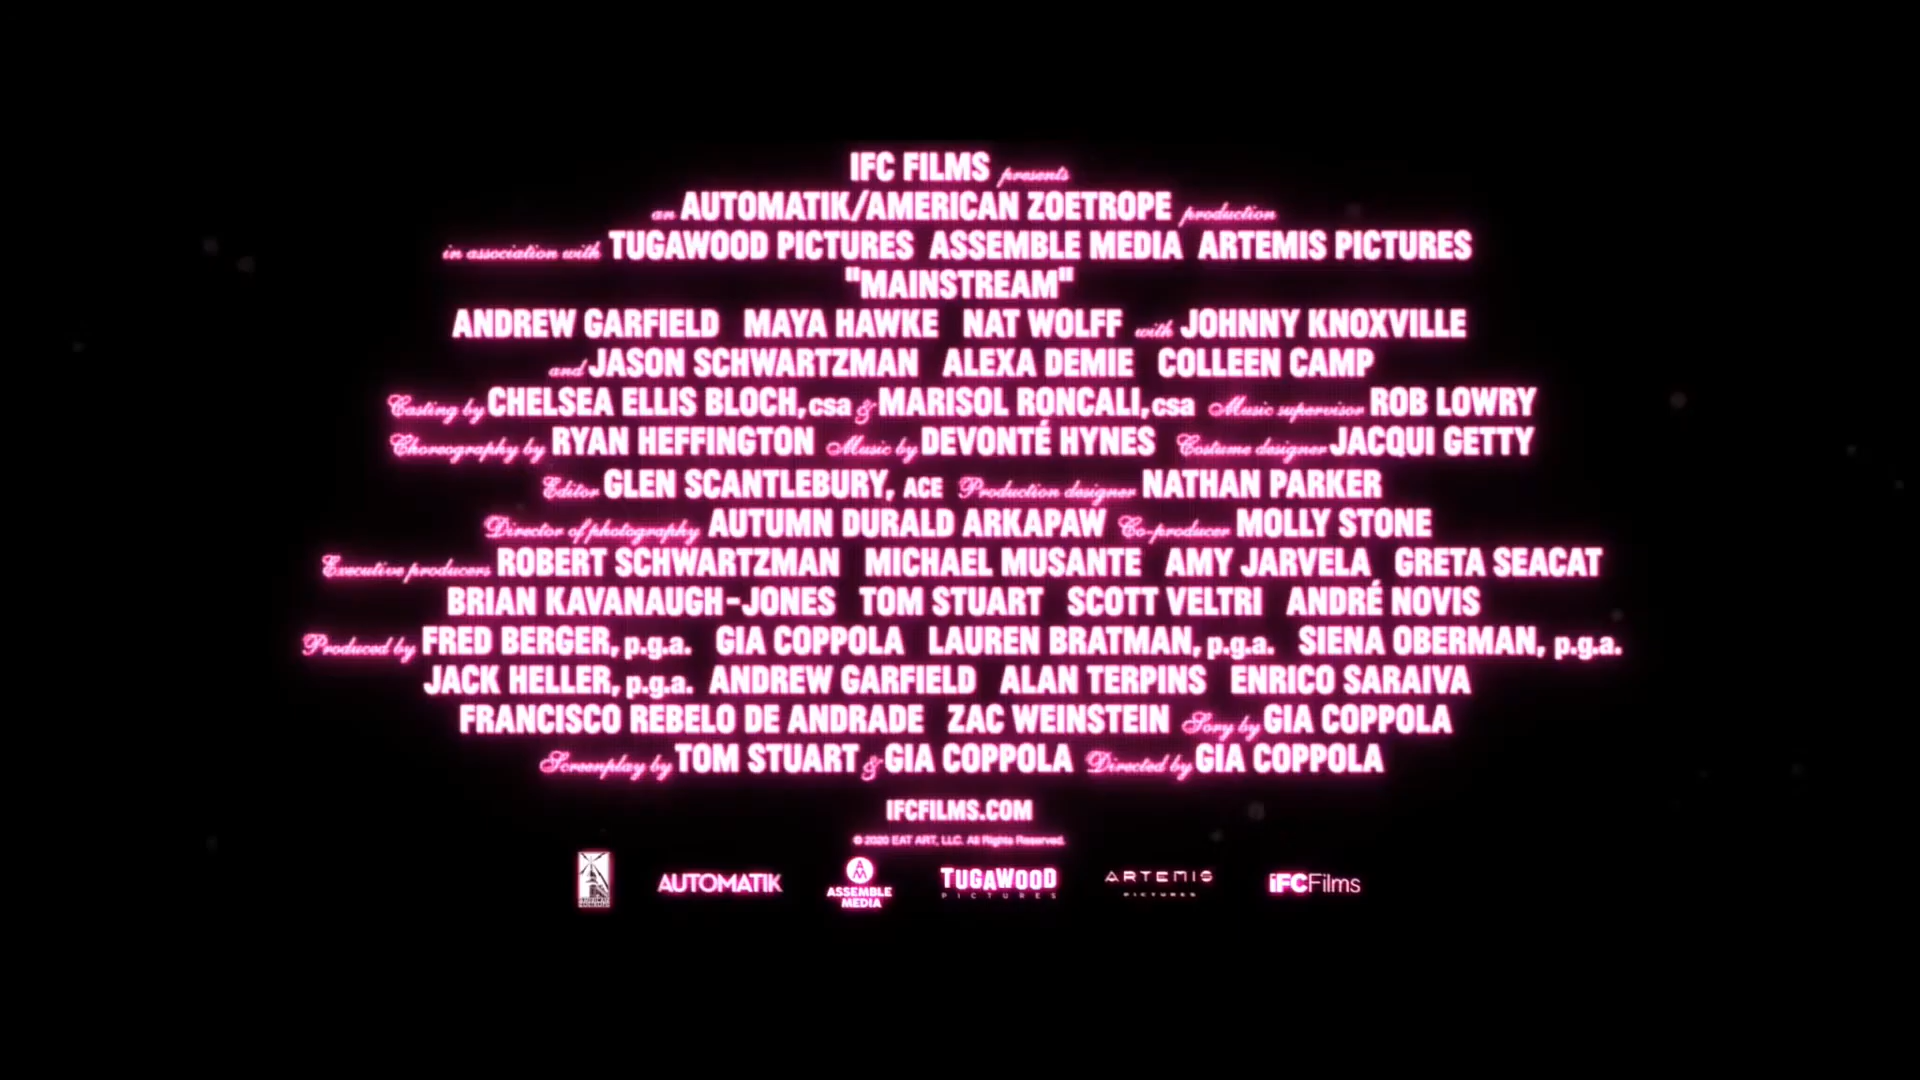 IFC FILMS presents
an AUTOMATIK/AMERICAN ZOETROPE production
in association with TUGAWOOD PICTURES ASSEMBLE MEDIA ARTEMIS PICTURES
"MAINSTREAM"
ANDREW GARFIELD MAYA HAWKE NAT WOLFF with JOHNNY KNOXVILLE
and JASON SCHWARTZMAN ALEXA DEMIE COLLEEN CAMP
Casting by CHELSEA ELLIS BLOCH, csa & MARISOL RONCALI, csa Music supervisor ROB LOWRY
Choreography by RYAN HEFFINGTON Music by DEVONTÉ HYNES Costume designer JACQUI GETTY
Editor GLEN SCANTLEBURY, ACE Production designer NATHAN PARKER
Director of photography AUTUMN DURALD ARKAPAW Co-producer MOLLY STONE
Executive producers ROBERT SCHWARTZMAN MICHAEL MUSANTE AMY JARVELA GRETA SEACAT
BRIAN KAVANAUGH-JONES TOM STUART SCOTT VELTRI ANDRÉ NOVIS
Produced by FRED BERGER, p.g.a. GIA COPPOLA LAUREN BRATMAN, p.g.a. SIENA OBERMAN, p.g.a.
JACK HELLER, p.g.a. ANDREW GARFIELD ALAN TERPINS ENRICO SARAIVA
FRANCISCO REBELO DE ANDRADE ZAC WEINSTEIN Sory by GIA COPPOLA
Screenplay by TOM STUART & GIA COPPOLA Directed by GIA COPPOLA
IFCFILMS.COM
© 2020 EAT ART, LLC. All Rights Reserved.
AUTOMATIK
AM
ASSEMBLE
MEDIA
TUGAWOOD
PICTURES
ARTEMIS
PICTURES
IFCFilms